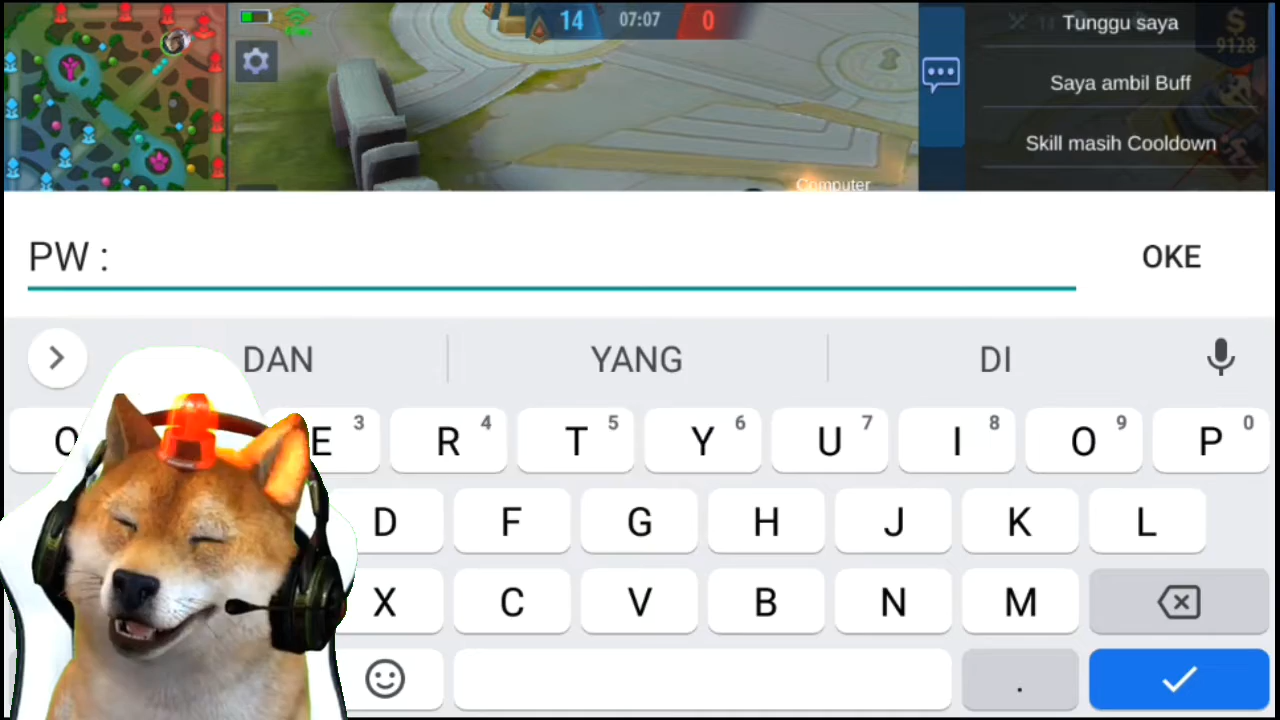 14 07:07 0
Tunggu saya
9128
Saya ambil Buff
Skill masih Cooldown
Computer
PW :
OKE
DAN YANG DI
E 3 R 4 T 5 Y 6 U 7 I 8 O 9 P 0
D F G H J K L
X C V B N M
.